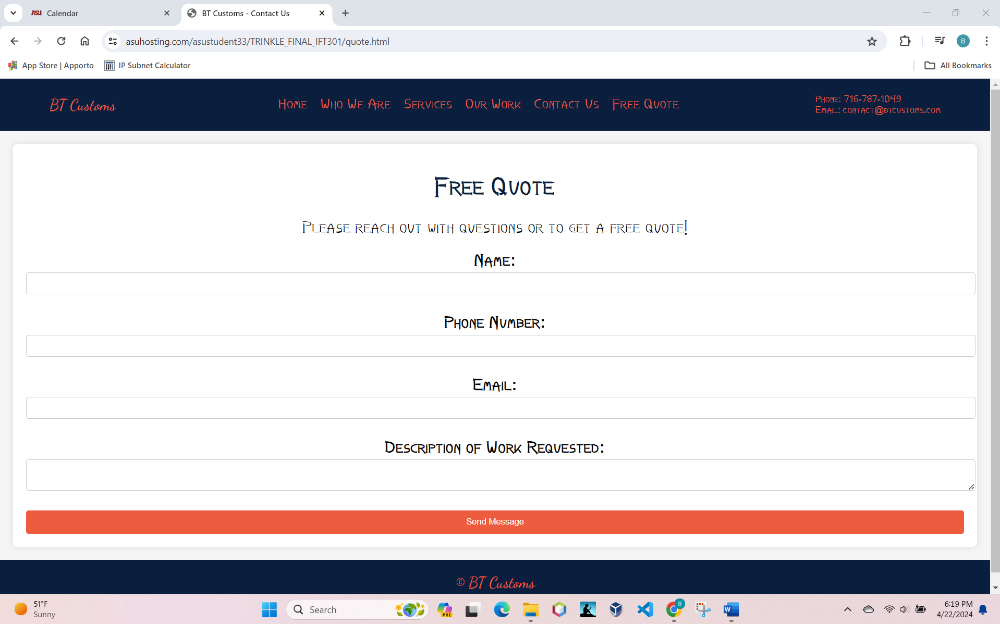 Calendar
BT Customs - Contact Us
asuhosting.com/asustudent33/TRINKLE_FINAL_IFT301/quote.html
B
App Store | Apporto
IP Subnet Calculator
All Bookmarks
BT Customs
Home
Who We Are
Services
Our Work
Contact Us
Free Quote
Phone: 716-787-1049
Email: contact@btcustoms.com
Free Quote
Please reach out with questions or to get a free quote!
Name:
Phone Number:
Email:
Description of Work Requested:
Send Message
© BT Customs
51°F
Sunny
Search
PRE
B
W
6:19 PM
4/22/2024